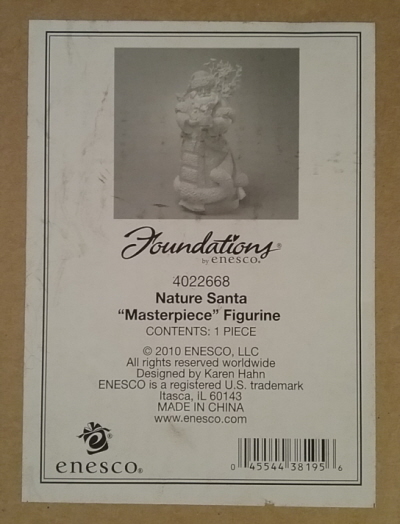 Foundations®
by enesco®
4022668
Nature Santa
“Masterpiece” Figurine
CONTENTS: 1 PIECE
© 2010 ENESCO, LLC
All rights reserved worldwide
Designed by Karen Hahn
ENESCO is a registered U.S. trademark
Itasca, IL 60143
MADE IN CHINA
www.enesco.com
enesco®
0 45544 38195 6